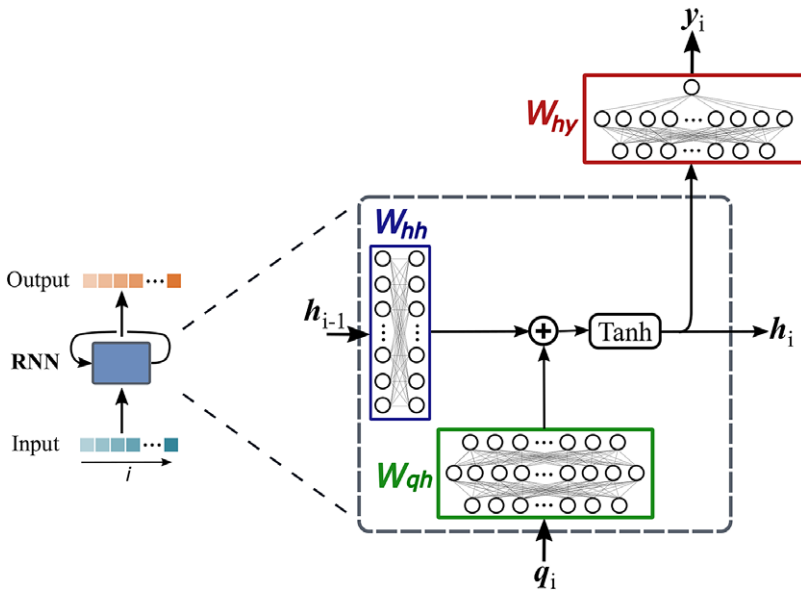 Output
RNN
Input
i
y_i
W_hy
W_hh
h_i-1
+
Tanh
h_i
W_qh
q_i